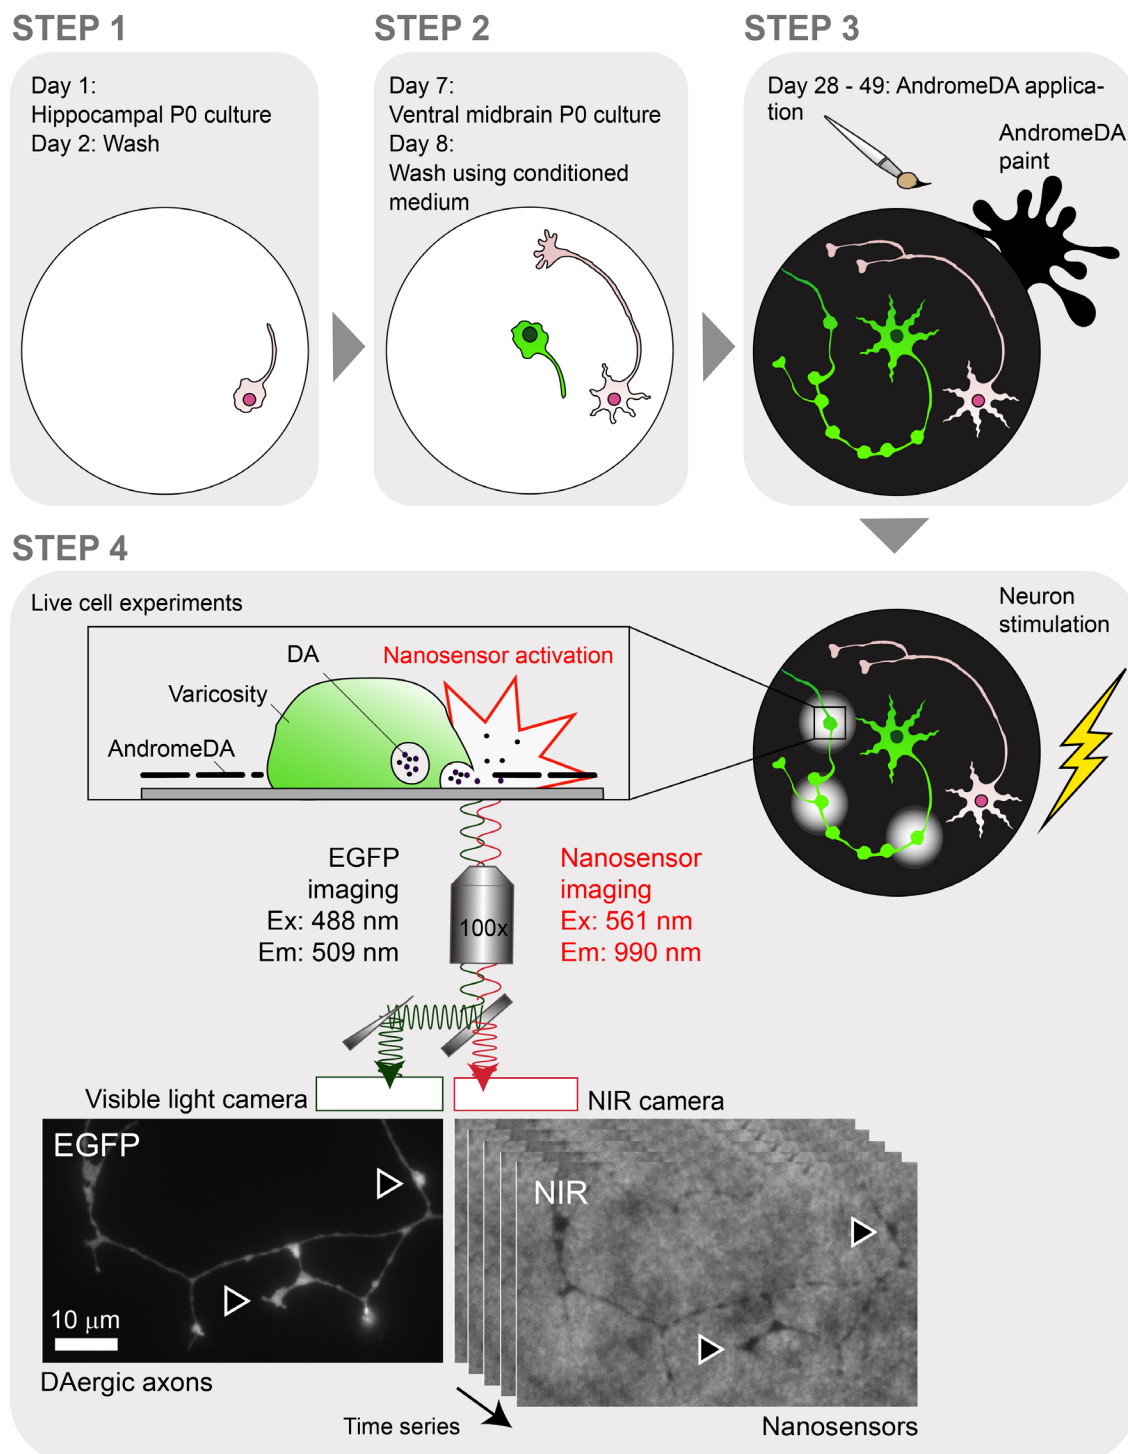 STEP 1
Day 1:
Hippocampal P0 culture
Day 2: Wash
STEP 2
Day 7:
Ventral midbrain P0 culture
Day 8:
Wash using conditioned
medium
STEP 3
Day 28 - 49: AndromeDA applica-
tion
AndromeDA
paint
STEP 4
Live cell experiments
DA
Nanosensor activation
Varicosity
AndromeDA
Neuron
stimulation
EGFP
imaging
Ex: 488 nm
Em: 509 nm
100x
Nanosensor
imaging
Ex: 561 nm
Em: 990 nm
Visible light camera
NIR camera
EGFP
10 μm
DAergic axons
NIR
Time series
Nanosensors